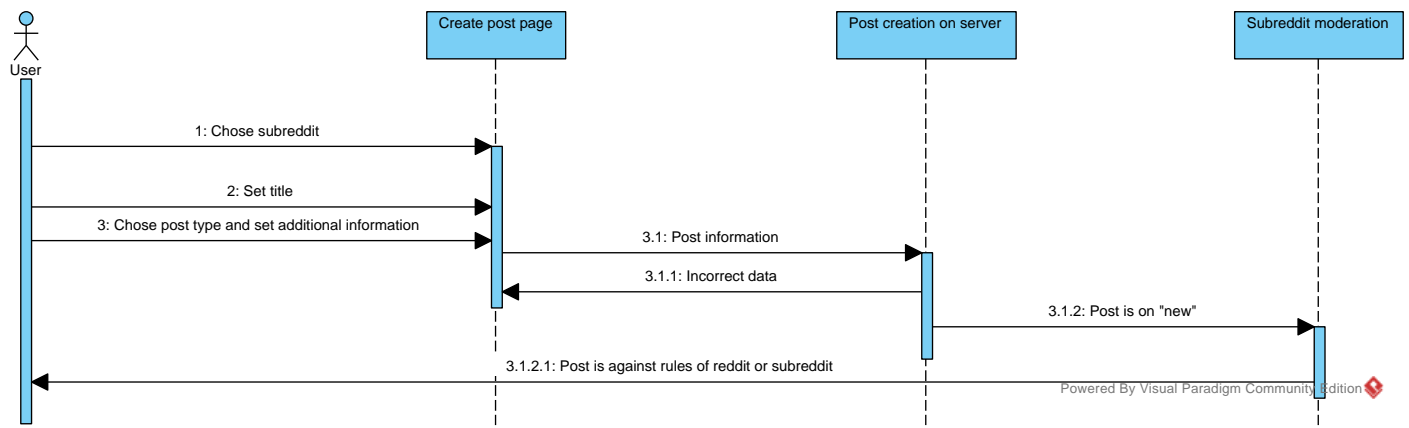 Create post page
Post creation on server
Subreddit moderation
User
1: Chose subreddit
2: Set title
3: Chose post type and set additional information
3.1: Post information
3.1.1: Incorrect data
3.1.2: Post is on "new"
3.1.2.1: Post is against rules of reddit or subreddit
Powered By Visual Paradigm Community Edition